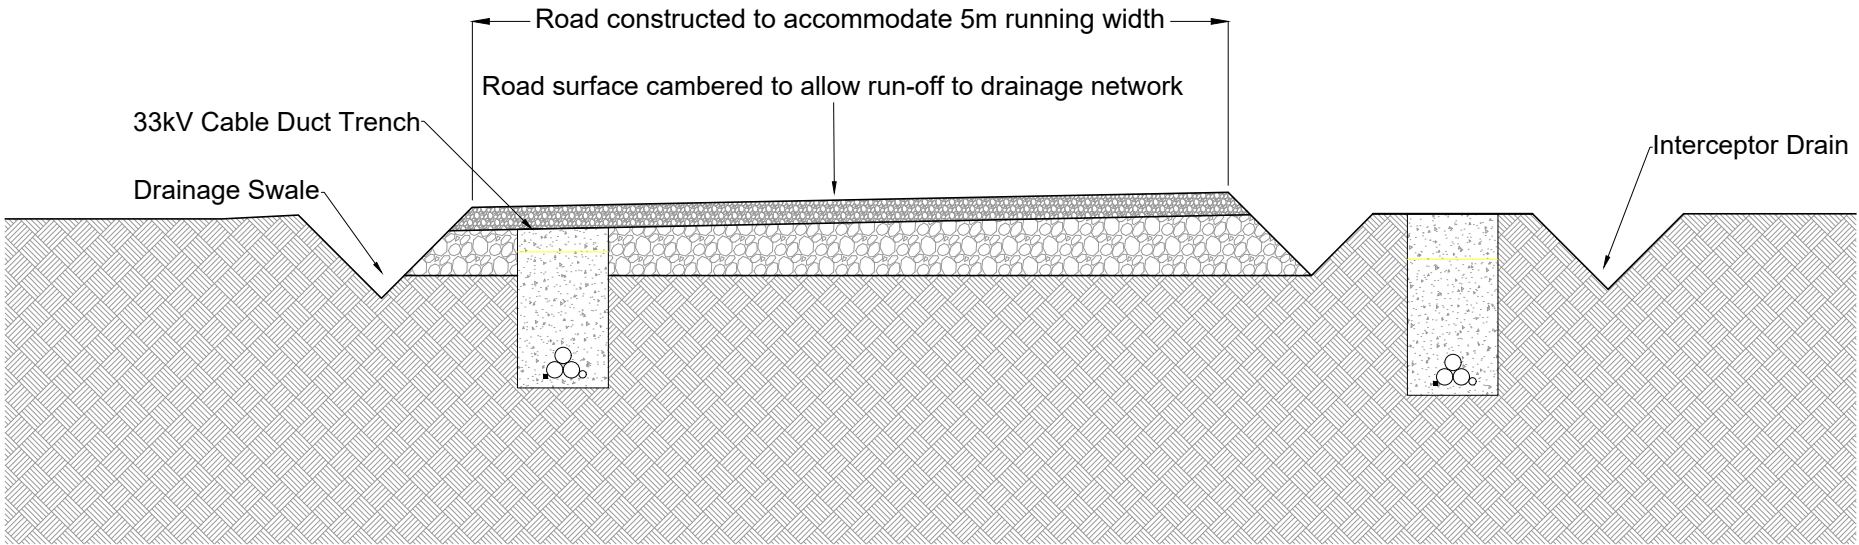 Road constructed to accommodate 5m running width
Road surface cambered to allow run-off to drainage network
33kV Cable Duct Trench
Interceptor Drain
Drainage Swale